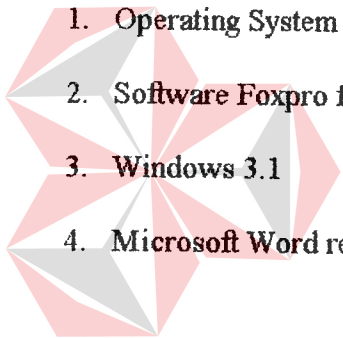 1. Operating System
2. Software Foxpro
3. Windows 3.1
4. Microsoft Word